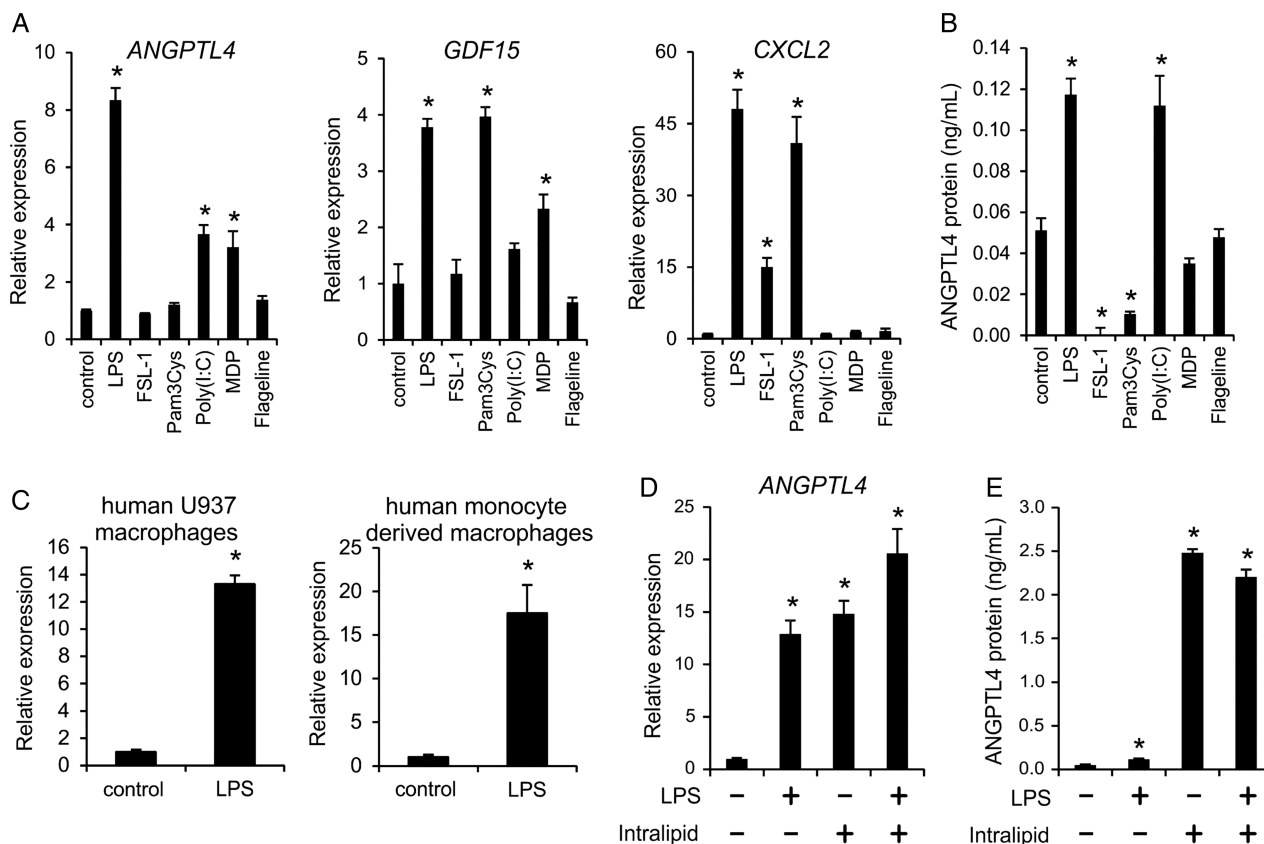 A
ANGPTL4
Relative expression
10
8
6
4
2
0
*
*
*
control
LPS
FSL-1
Pam3Cys
Poly(I:C)
MDP
Flageline
GDF15
Relative expression
5
4
3
2
1
0
*
*
*
control
LPS
FSL-1
Pam3Cys
Poly(I:C)
MDP
Flageline
CXCL2
Relative expression
60
45
30
15
0
*
*
*
control
LPS
FSL-1
Pam3Cys
Poly(I:C)
MDP
Flageline
B
ANGPTL4 protein (ng/mL)
0.14
0.12
0.10
0.08
0.06
0.04
0.02
0.00
*
*
*
*
control
LPS
FSL-1
Pam3Cys
Poly(I:C)
MDP
Flageline
C
human U937
macrophages
Relative expression
16
14
12
10
8
6
4
2
0
*
control
LPS
human monocyte
derived macrophages
Relative expression
25
20
15
10
5
0
*
control
LPS
D
ANGPTL4
Relative expression
25
20
15
10
5
0
*
*
*
LPS − + − +
Intralipid − − + +
E
ANGPTL4 protein (ng/mL)
3.0
2.5
2.0
1.5
1.0
0.5
0.0
*
*
*
LPS − + − +
Intralipid − − + +